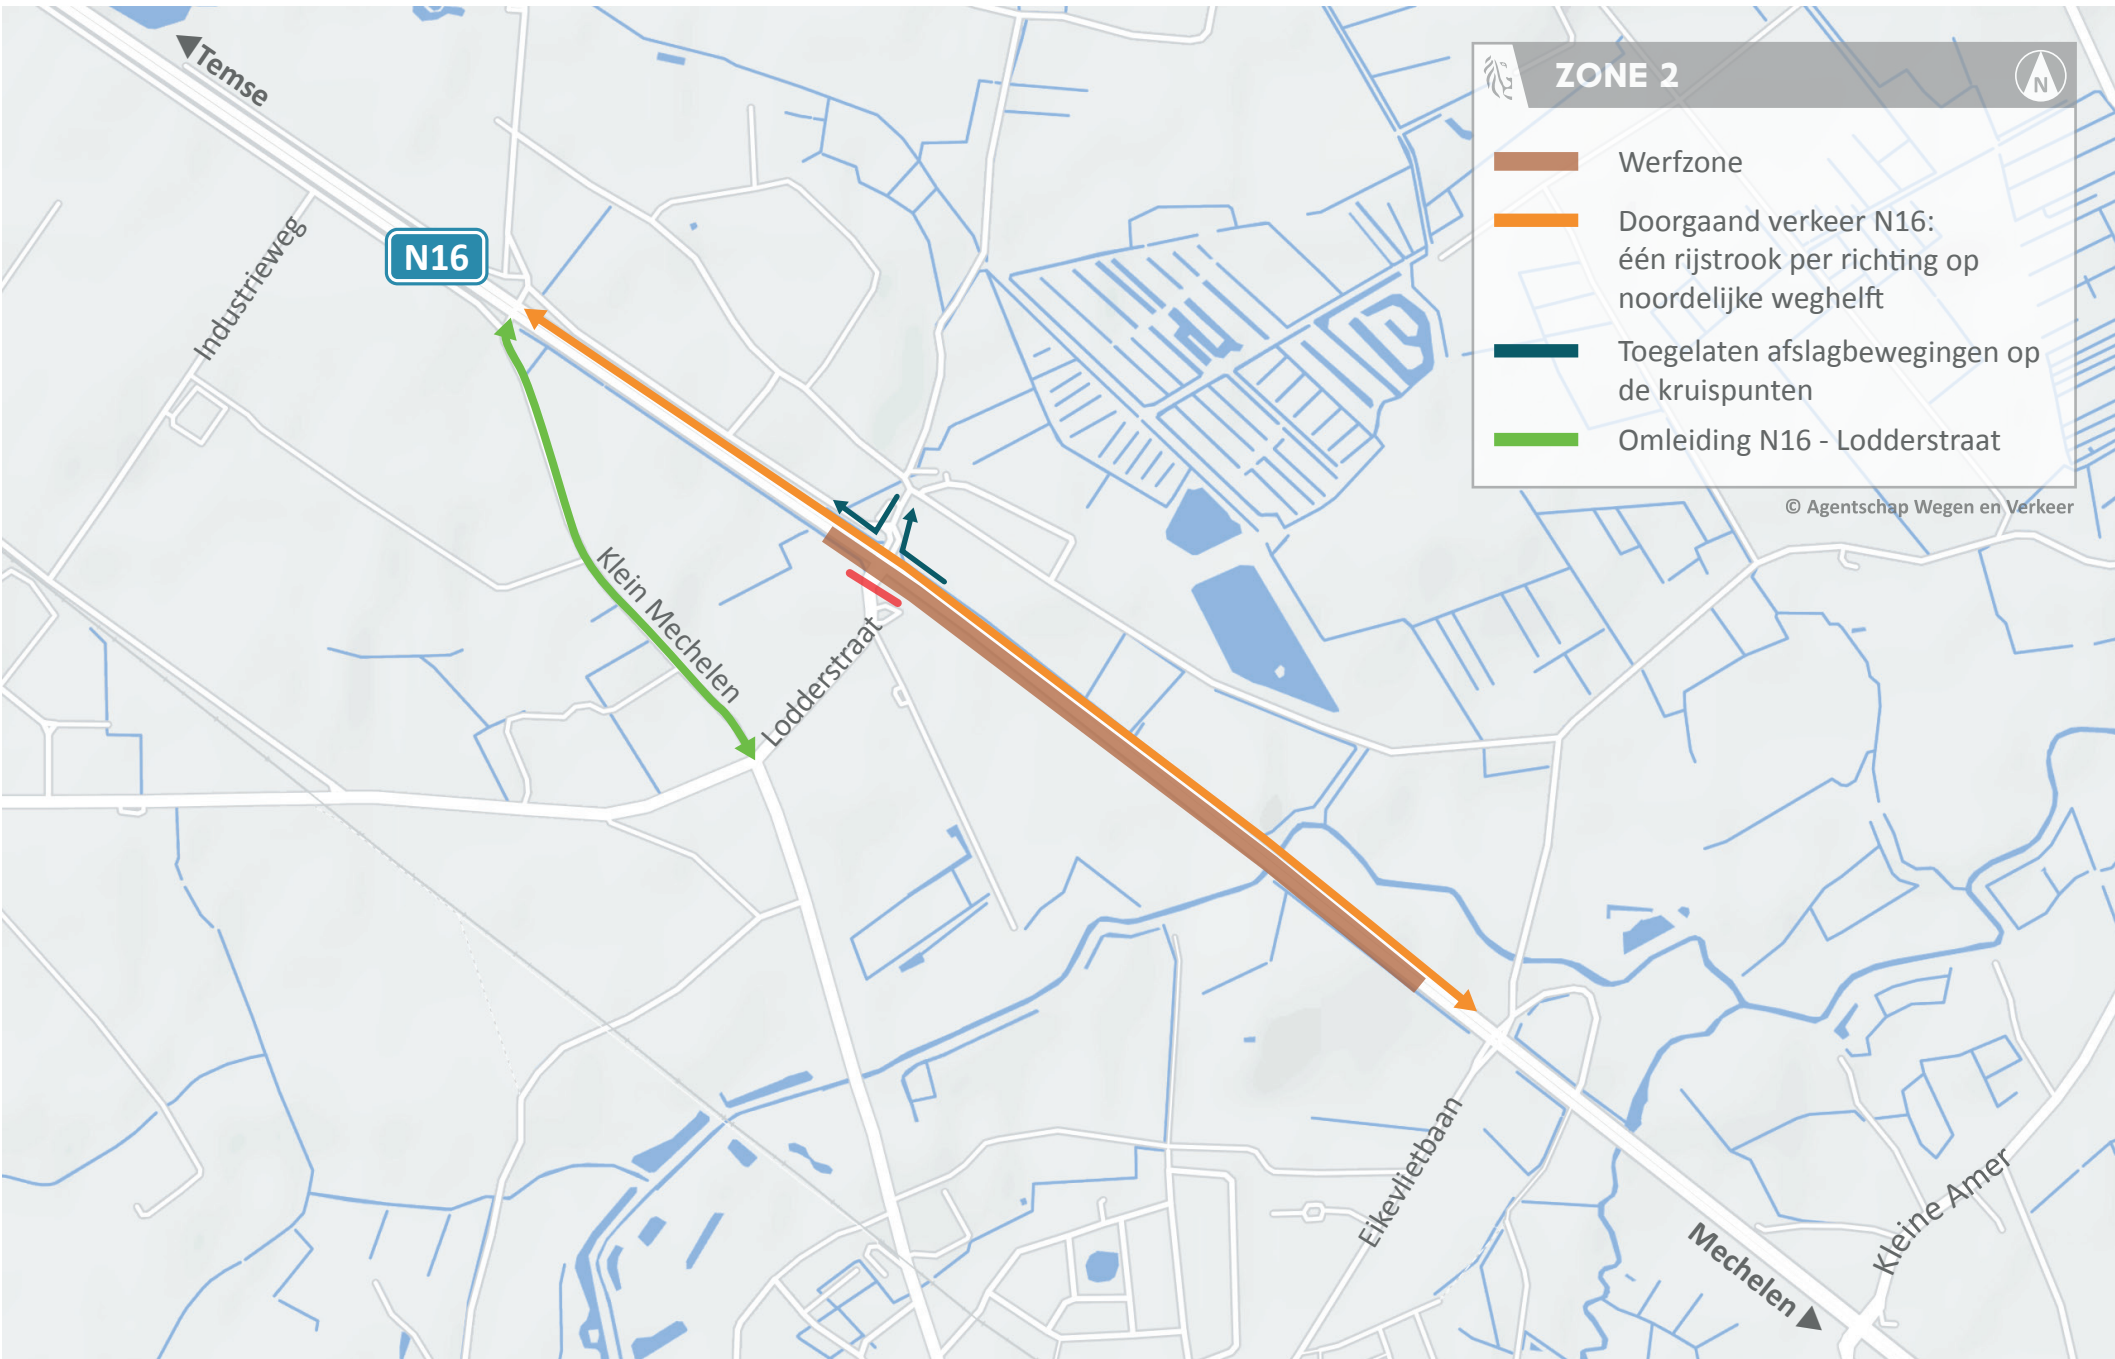 Temse
ZONE 2
N
Werfzone
Doorgaand verkeer N16:
één rijstrook per richting op
noordelijke weghelft
Toegelaten afslagbewegingen op
de kruispunten
Omleiding N16 - Lodderstraat
© Agentschap Wegen en Verkeer
N16
Industrieweg
Klein Mechelen
Lodderstraat
Eikevlietbaan
Mechelen
Kleine Amer